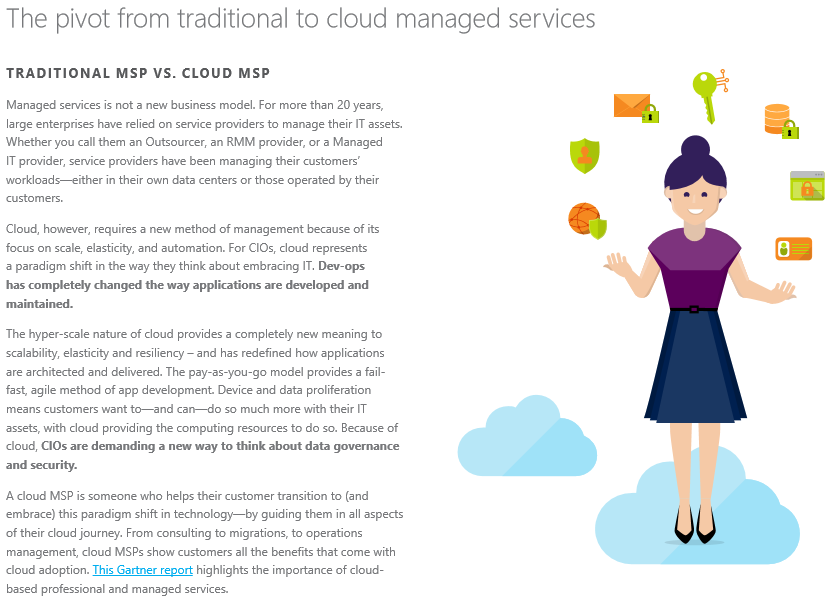 The pivot from traditional to cloud managed services
TRADITIONAL MSP VS. CLOUD MSP
Managed services is not a new business model. For more than 20 years,
large enterprises have relied on service providers to manage their IT assets.
Whether you call them an Outsourcer, an RMM provider, or a Managed
IT provider, service providers have been managing their customers’
workloads—either in their own data centers or those operated by their
customers.
Cloud, however, requires a new method of management because of its
focus on scale, elasticity, and automation. For CIOs, cloud represents
a paradigm shift in the way they think about embracing IT. Dev-ops
has completely changed the way applications are developed and
maintained.
The hyper-scale nature of cloud provides a completely new meaning to
scalability, elasticity and resiliency – and has redefined how applications
are architected and delivered. The pay-as-you-go model provides a fail-
fast, agile method of app development. Device and data proliferation
means customers want to—and can—do so much more with their IT
assets, with cloud providing the computing resources to do so. Because of
cloud, CIOs are demanding a new way to think about data governance
and security.
A cloud MSP is someone who helps their customer transition to (and
embrace) this paradigm shift in technology—by guiding them in all aspects
of their cloud journey. From consulting to migrations, to operations
management, cloud MSPs show customers all the benefits that come with
cloud adoption. This Gartner report highlights the importance of cloud-
based professional and managed services.